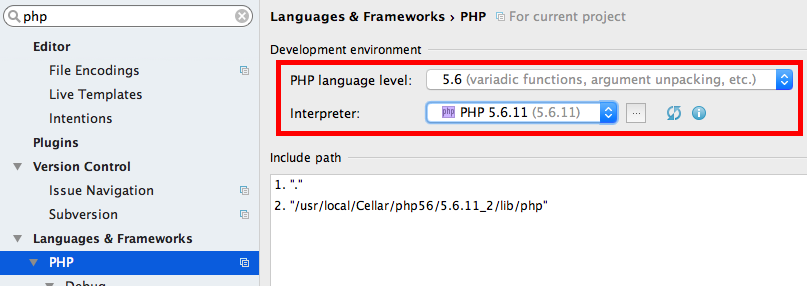 php
Editor
File Encodings
Live Templates
Intentions
Plugins
Version Control
Issue Navigation
Subversion
Languages & Frameworks
PHP
Debug
Languages & Frameworks › PHP For current project
Development environment
PHP language level: 5.6 (variadic functions, argument unpacking, etc.)
Interpreter: php PHP 5.6.11 (5.6.11) ...
Include path
1. "."
2. "/usr/local/Cellar/php56/5.6.11_2/lib/php"